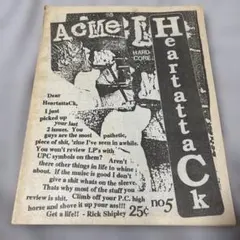 Acme
HeartattaCk
HARD
CORE
Dear
HeartattaCk,
I just
picked up
your last
2 issues. You
guys are the most pathetic,
piece of shit, 'zine I've seen in awhile.
You won't review LP's with
UPC symbols on them? Aren't
there other things in life to whine
about? If the music is good I don't
give a shit whats on the sleeve.
Thats why most of the stuff you
review is shit. Climb off your P.C. high
horse and shove it up your ass!!!
Get a life!! - Rick Shipley
25¢
no5